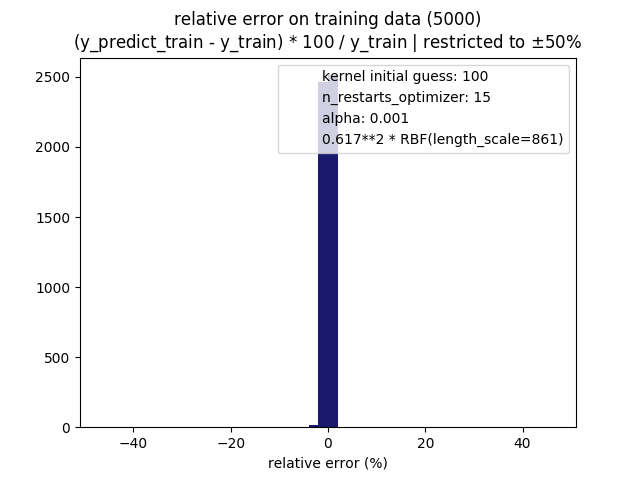 relative error on training data (5000)
(y_predict_train - y_train) * 100 / y_train | restricted to ±50%
kernel initial guess: 100
n_restarts_optimizer: 15
alpha: 0.001
0.617**2 * RBF(length_scale=861)
2500
2000
1500
1000
500
0
−40
−20
0
20
40
relative error (%)